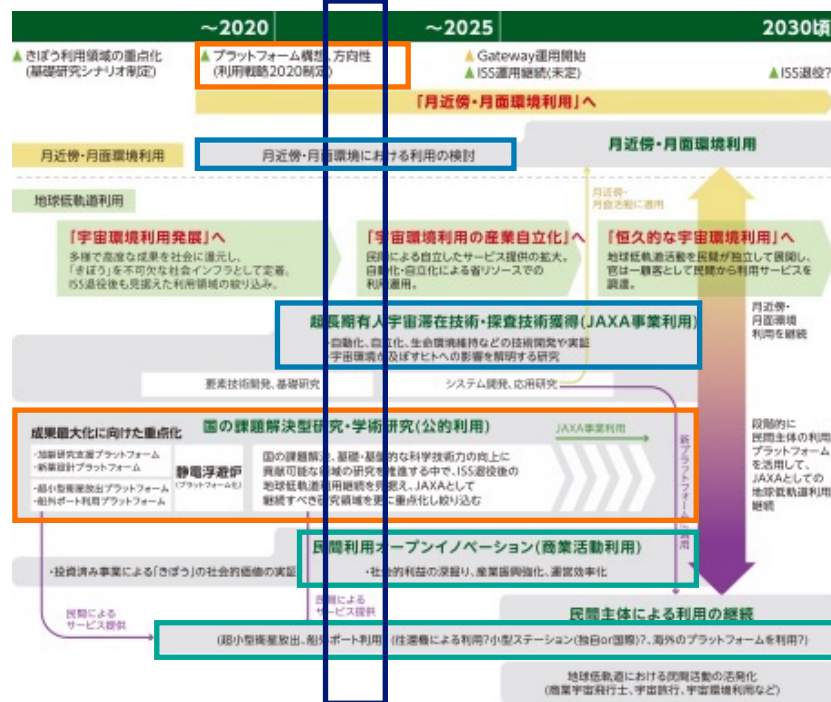 ～2020
～2025
2030頃
▲きぼう利用領域の重点化
(基礎研究シナリオ制定)
▲プラットフォーム構想、方向性
(利用戦略2020制定)
▲Gateway運用開始
▲ISS運用継続(未定)
▲ISS退役?
「月近傍・月面環境利用」へ
月近傍・月面環境利用
月近傍・月面環境における利用の検討
月近傍・月面環境利用
地球低軌道利用
月近傍・
月面活動に適用
「宇宙環境利用発展」へ
多様で高度な成果を社会に還元し、
「きぼう」を不可欠な社会インフラとして定着。
ISS退役後も見据えた利用領域の絞り込み。
「宇宙環境利用の産業自立化」へ
民間による自立したサービス提供の拡大。
自動化・自立化による省リソースでの
利用運用。
「恒久的な宇宙環境利用」へ
地球低軌道活動を民間が独立して展開し、
官は一顧客として民間から利用サービスを
調達。
超長期有人宇宙滞在技術・探査技術獲得(JAXA事業利用)
・自動化、自立化、生命環境維持などの技術開発や実証
・宇宙環境が及ぼすヒトへの影響を解明する研究
月近傍・
月面環境
利用を継続
要素技術開発、基礎研究
システム開発、応用研究
成果最大化に向けた重点化
国の課題解決型研究・学術研究(公的利用)
JAXA事業利用
・加齢研究支援プラットフォーム
・新薬設計プラットフォーム
・超小型衛星放出プラットフォーム
・船外ポート利用プラットフォーム
静電浮遊炉
(プラットフォーム化)
国の課題解決、基礎・基盤的な科学技術力の向上に
貢献可能な領域の研究を推進する中で、ISS退役後の
地球低軌道利用継続を見据え、JAXAとして
継続すべき研究領域を更に重点化し絞り込む
新プラットフォームに適用
段階的に
民間主体の利用
プラットフォーム
を活用して、
JAXAとしての
地球低軌道利用
継続
民間利用オープンイノベーション(商業活動利用)
・投資済み事業による「きぼう」の社会的価値の実証
・社会的利益の深掘り、産業振興強化、運営効率化
民間による
サービス提供
民間による
サービス提供
民間主体による利用の継続
(超小型衛星放出、船外ポート利用) (往還機による利用?小型ステーション(独自or国際)?、海外のプラットフォームを利用?)
地球低軌道における民間活動の活発化
(商業宇宙飛行士、宇宙旅行、宇宙環境利用など)